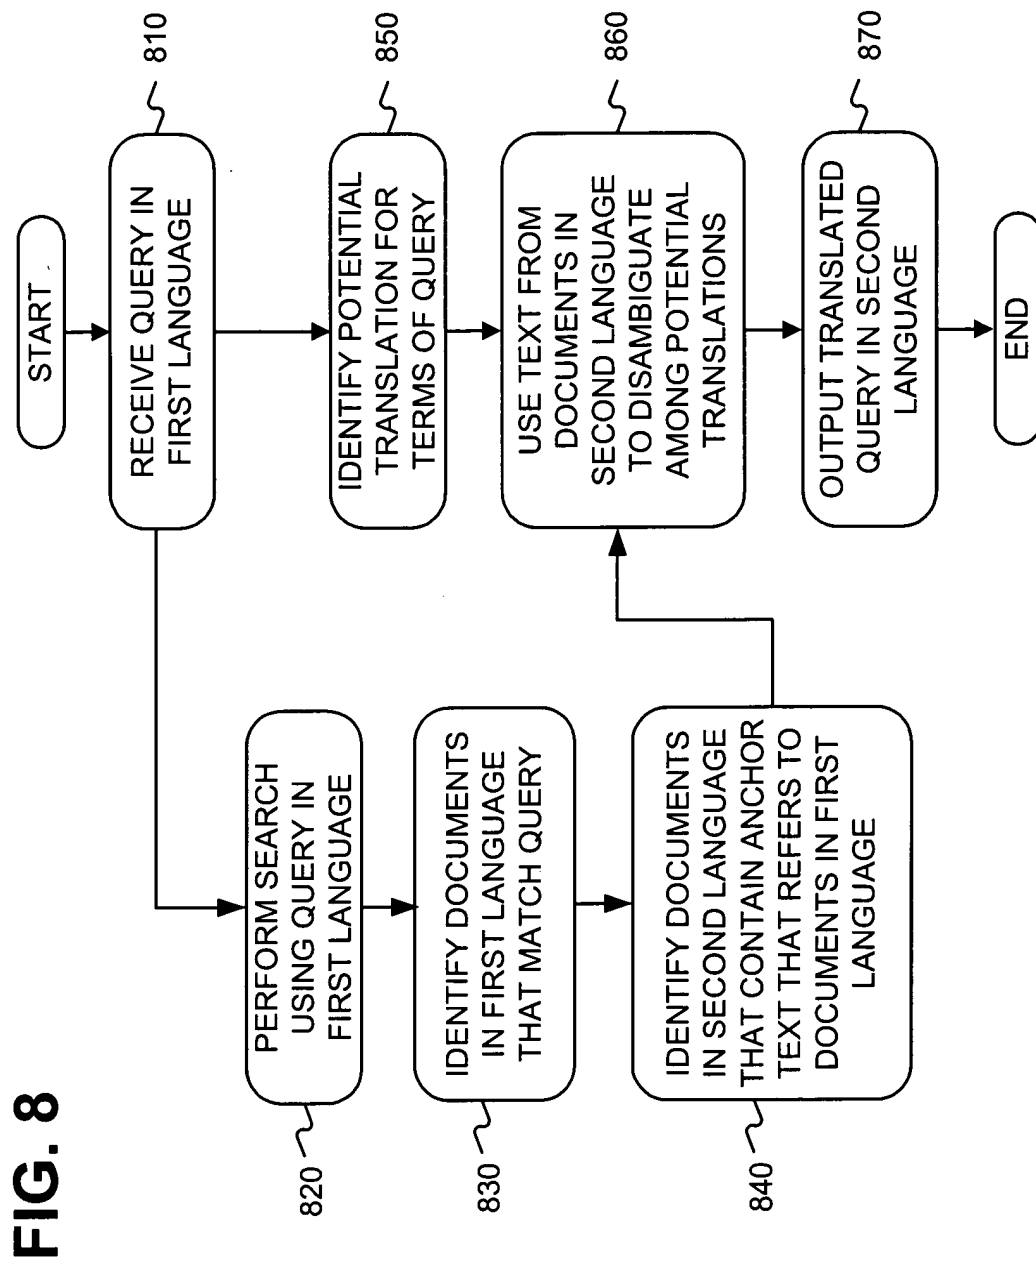 FIG. 8
START
RECEIVE QUERY IN
FIRST LANGUAGE
810
PERFORM SEARCH
USING QUERY IN
FIRST LANGUAGE
820
IDENTIFY DOCUMENTS
IN FIRST LANGUAGE
THAT MATCH QUERY
830
IDENTIFY DOCUMENTS
IN SECOND LANGUAGE
THAT CONTAIN ANCHOR
TEXT THAT REFERS TO
DOCUMENTS IN FIRST
LANGUAGE
840
IDENTIFY POTENTIAL
TRANSLATION FOR
TERMS OF QUERY
850
USE TEXT FROM
DOCUMENTS IN
SECOND LANGUAGE
TO DISAMBIGUATE
AMONG POTENTIAL
TRANSLATIONS
860
OUTPUT TRANSLATED
QUERY IN SECOND
LANGUAGE
870
END